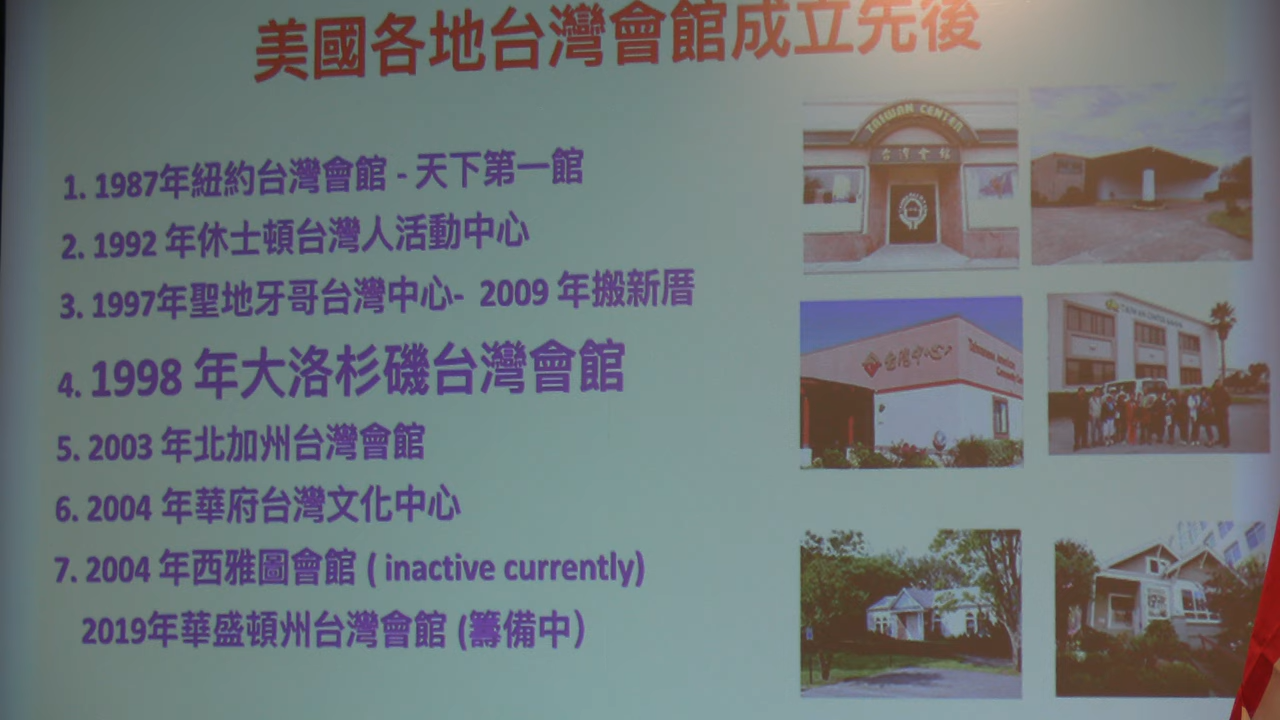 美國各地台灣會館成立先後
1. 1987年紐約台灣會館 - 天下第一館
2. 1992 年休士頓台灣人活動中心
3. 1997年聖地牙哥台灣中心- 2009 年搬新厝
4. 1998 年大洛杉磯台灣會館
5. 2003 年北加州台灣會館
6. 2004 年華府台灣文化中心
7. 2004 年西雅圖會館 ( inactive currently)
2019年華盛頓州台灣會館 (籌備中)
TAIWAN CENTER
台灣會館
台灣中心
Taiwanese American
Community Center